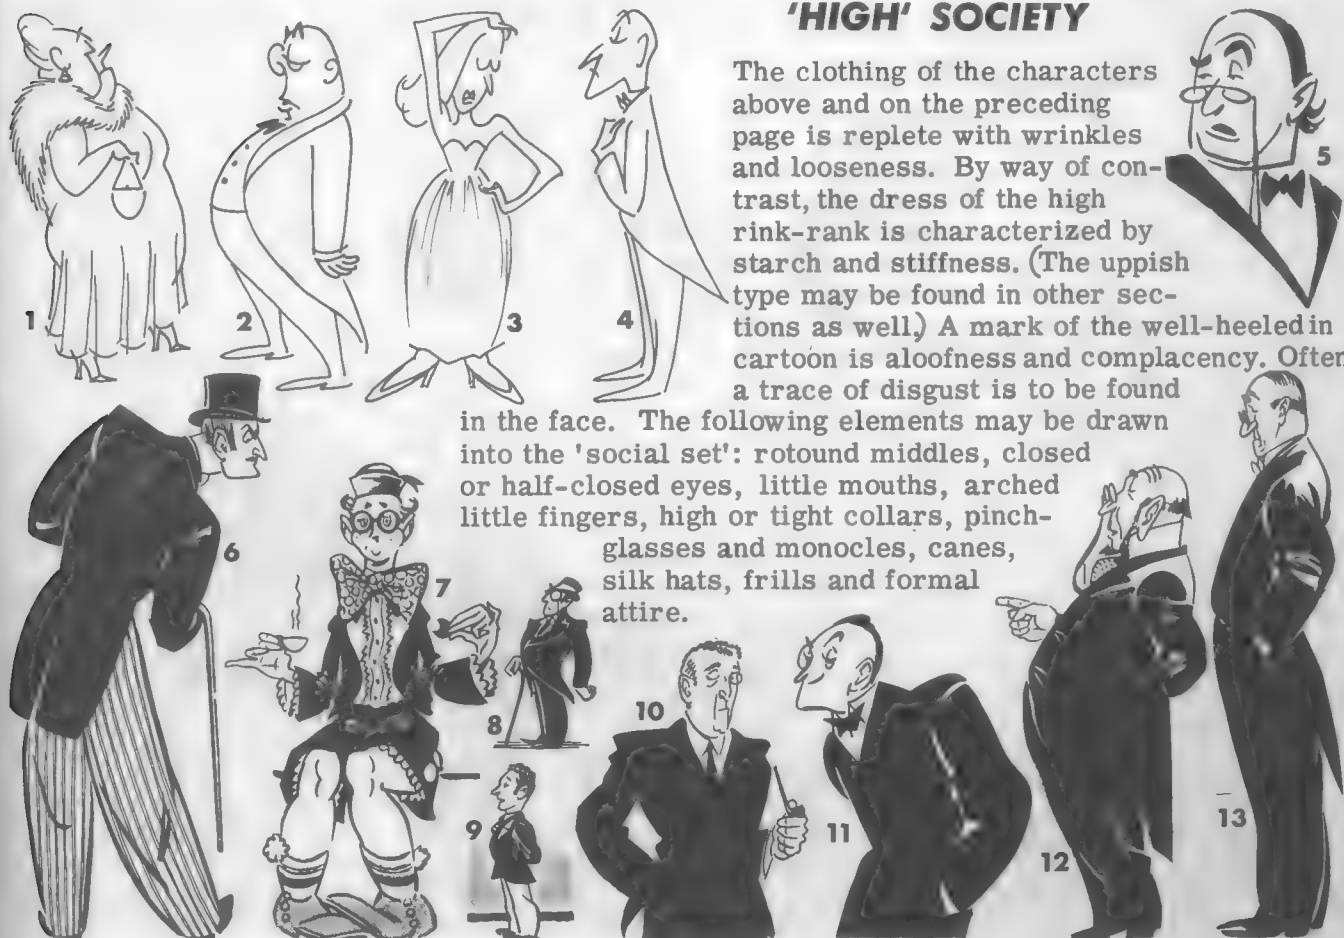 'HIGH' SOCIETY
The clothing of the characters
above and on the preceding
page is replete with wrinkles
and looseness. By way of con-
trast, the dress of the high
rink-rank is characterized by
starch and stiffness. (The uppish
type may be found in other sec-
tions as well.) A mark of the well-heeled in
cartoon is aloofness and complacency. Often
a trace of disgust is to be found
in the face. The following elements may be drawn
into the 'social set': rotound middles, closed
or half-closed eyes, little mouths, arched
little fingers, high or tight collars, pinch-
glasses and monocles, canes,
silk hats, frills and formal
attire.
1
2
3
4
5
6
7
8
9
10
11
12
13